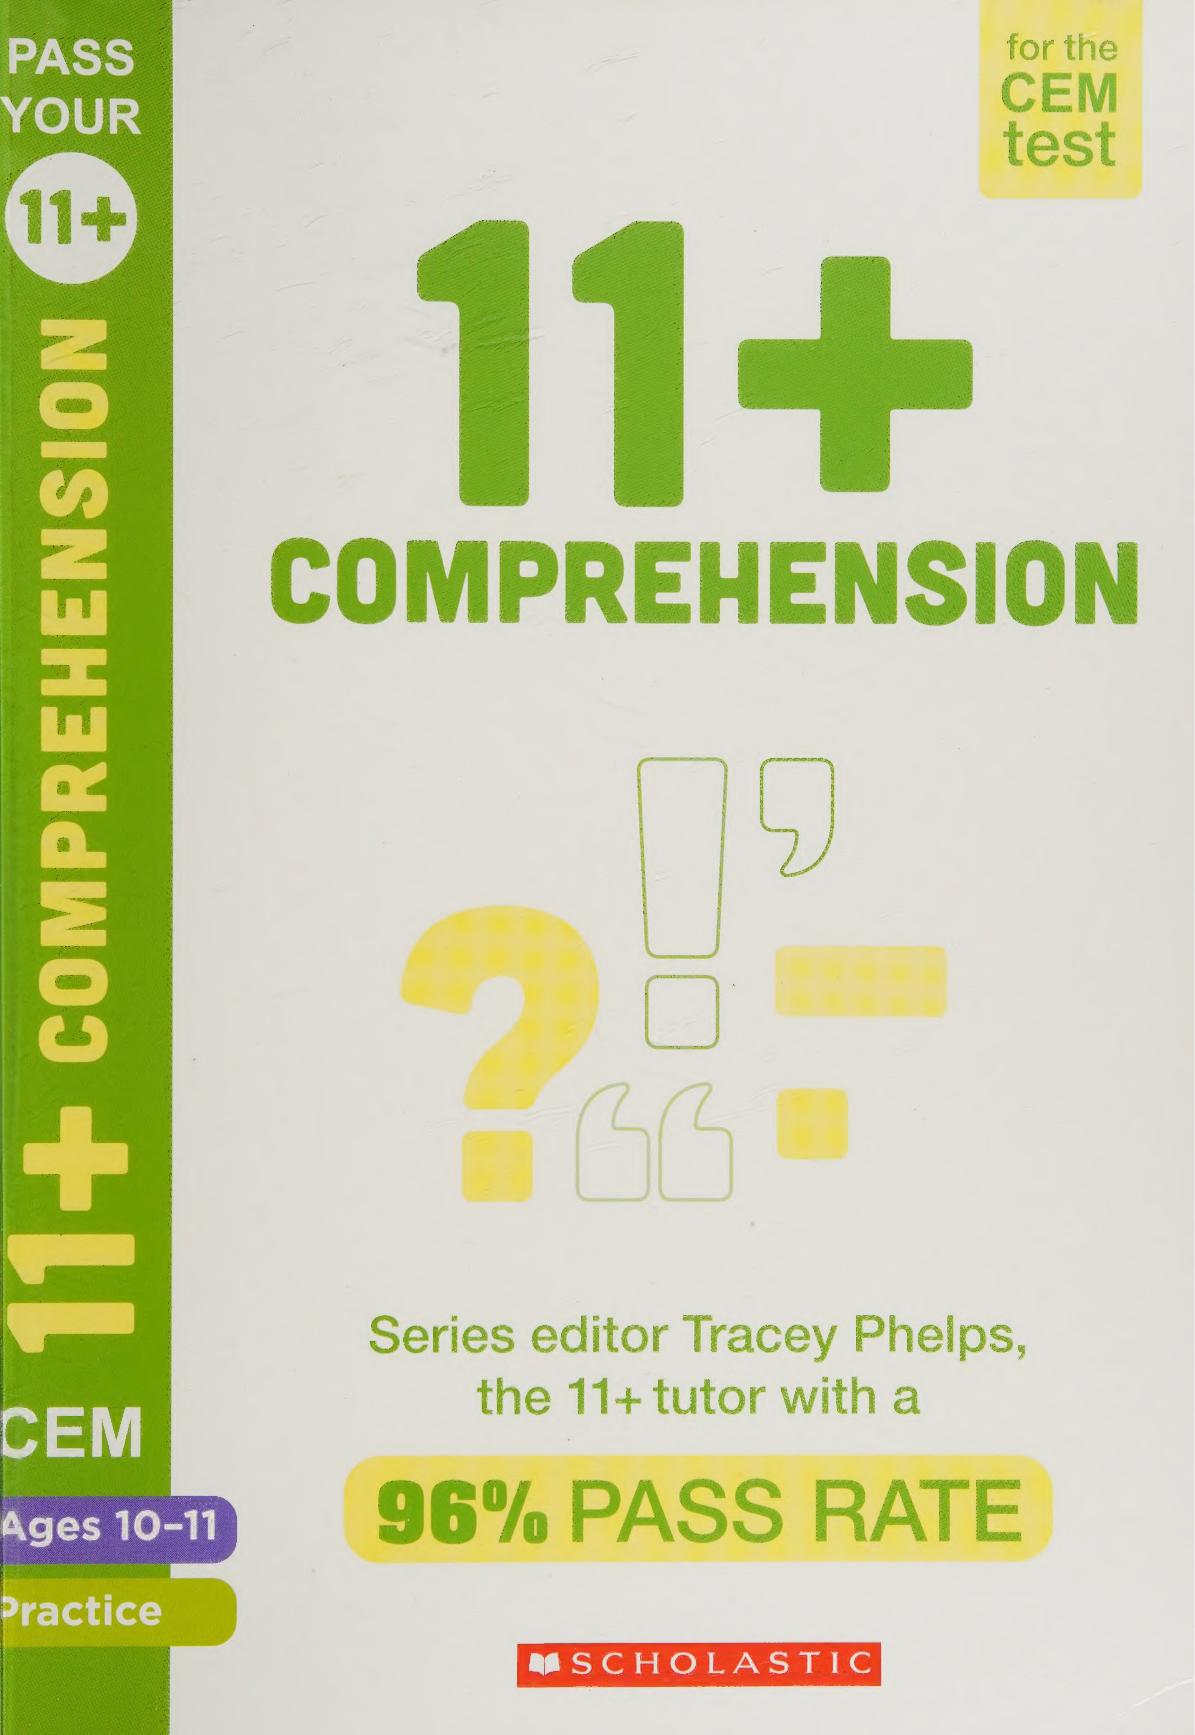 PASS
YOUR
11+
11+ COMPREHENSION
CEM
Ages 10–11
Practice
for the
CEM
test
11+
COMPREHENSION
? ! ’ “ - .
Series editor Tracey Phelps,
the 11+ tutor with a
96% PASS RATE
SCHOLASTIC